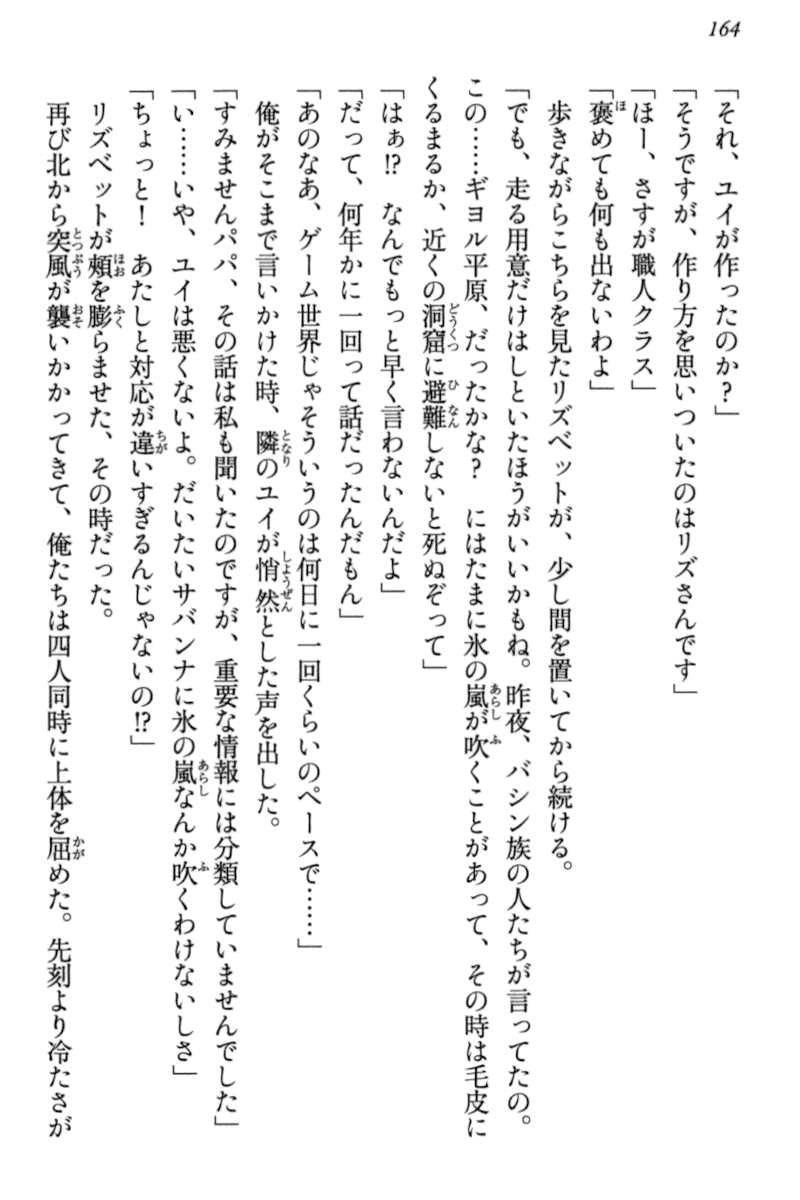 164
「それ、ユイが作ったのか？」
「そうですが、作り方を思いついたのはリズさんです」
「ほー、さすが職人クラス」
「褒めても何も出ないわよ」
歩きながらこちらを見たリズベットが、少し間を置いてから続ける。
「でも、走る用意だけはしといたほうがいいかもね。昨夜、バシン族の人たちが言ってたの。
この……ギヨル平原、だったかな？　にはたまに氷の嵐が吹くことがあって、その時は毛皮に
くるまるか、近くの洞窟に避難しないと死ぬぞって」
「はぁ!?　なんでもっと早く言わないんだよ」
「だって、何年かに一回って話だったんだもん」
「あのなあ、ゲーム世界じゃそういうのは何日に一回くらいのペースで……」
俺がそこまで言いかけた時、隣のユイが悄然とした声を出した。
「すみませんパパ、その話は私も聞いたのですが、重要な情報には分類していませんでした」
「い……いや、ユイは悪くないよ。だいたいサバンナに氷の嵐なんか吹くわけないしさ」
「ちょっと！　あたしと対応が違いすぎるんじゃないの!?」
リズベットが頬を膨らませた、その時だった。
再び北から突風が襲いかかってきて、俺たちは四人同時に上体を屈めた。先刻より冷たさが